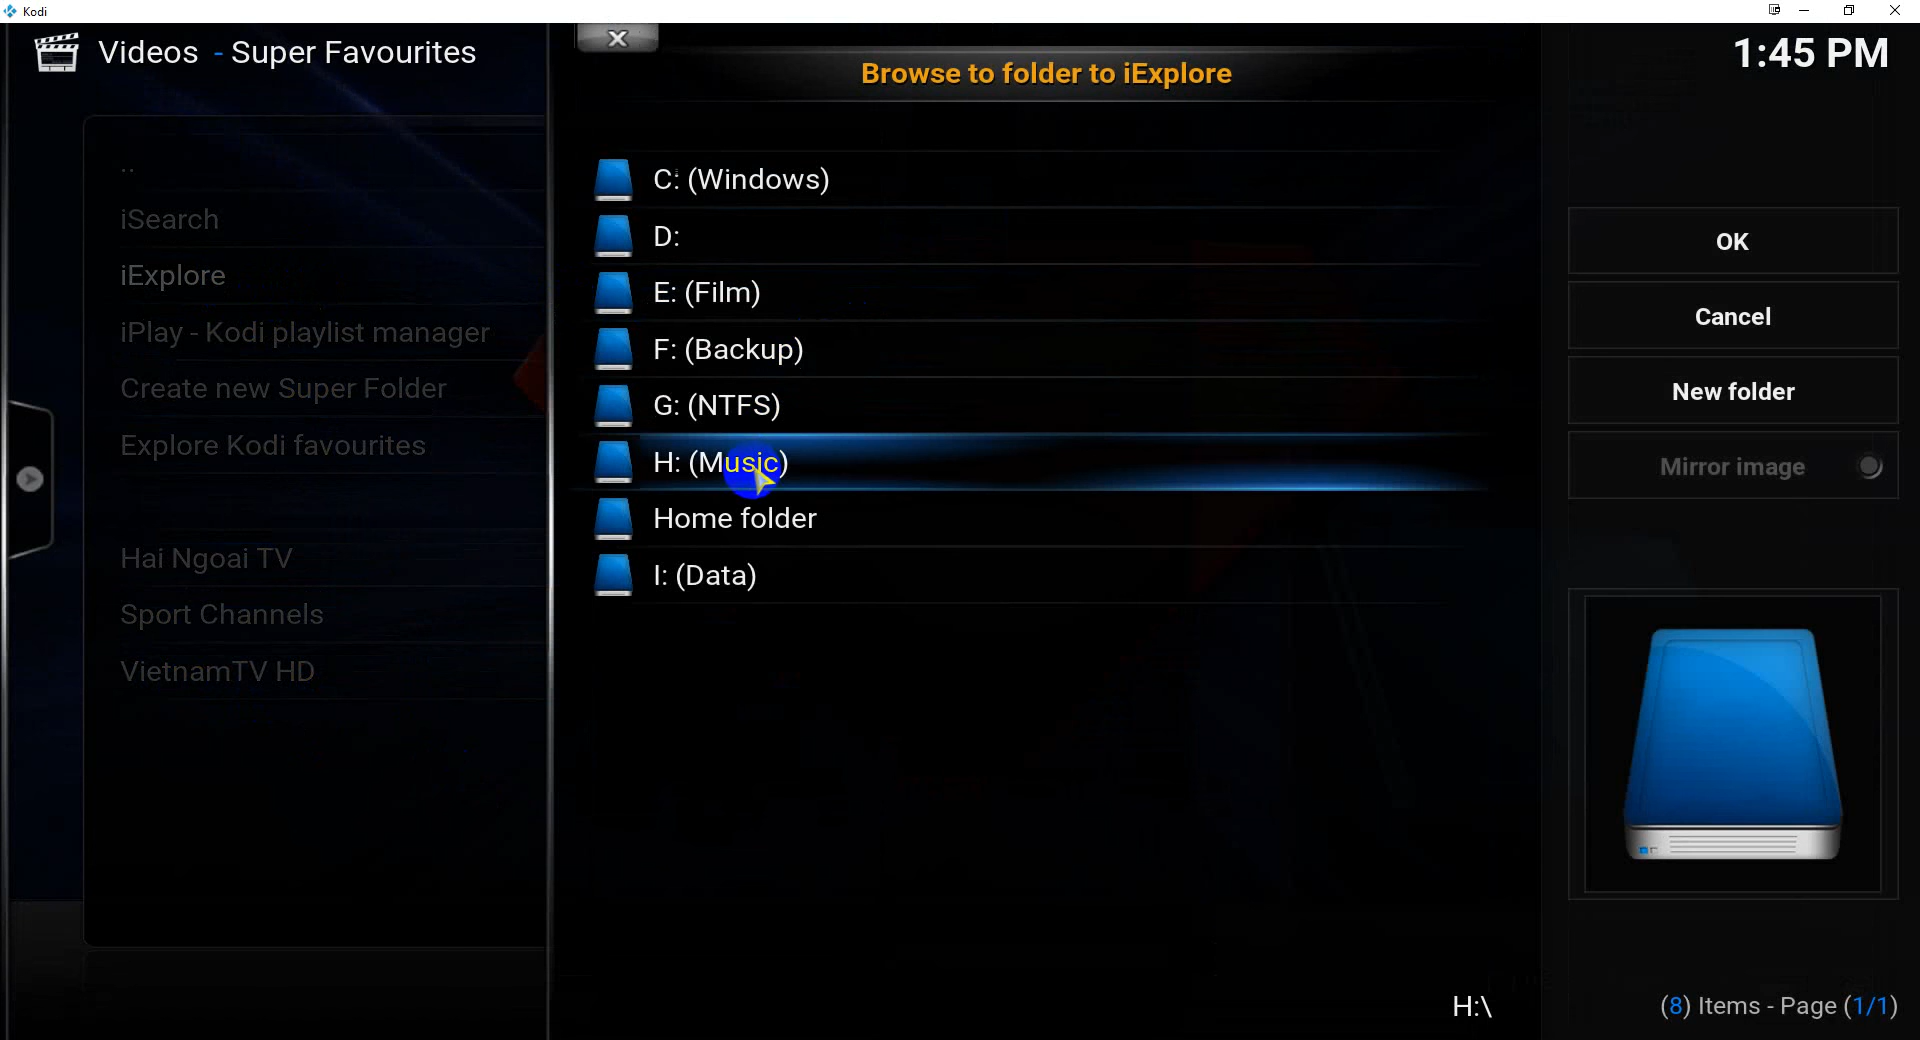 Kodi
Videos - Super Favourites
Browse to folder to iExplore
1:45 PM
..
iSearch
iExplore
iPlay - Kodi playlist manager
Create new Super Folder
Explore Kodi favourites
Hai Ngoai TV
Sport Channels
VietnamTV HD
C: (Windows)
D:
E: (Film)
F: (Backup)
G: (NTFS)
H: (Music)
Home folder
I: (Data)
OK
Cancel
New folder
Mirror image
H:\
(8) Items - Page (1/1)